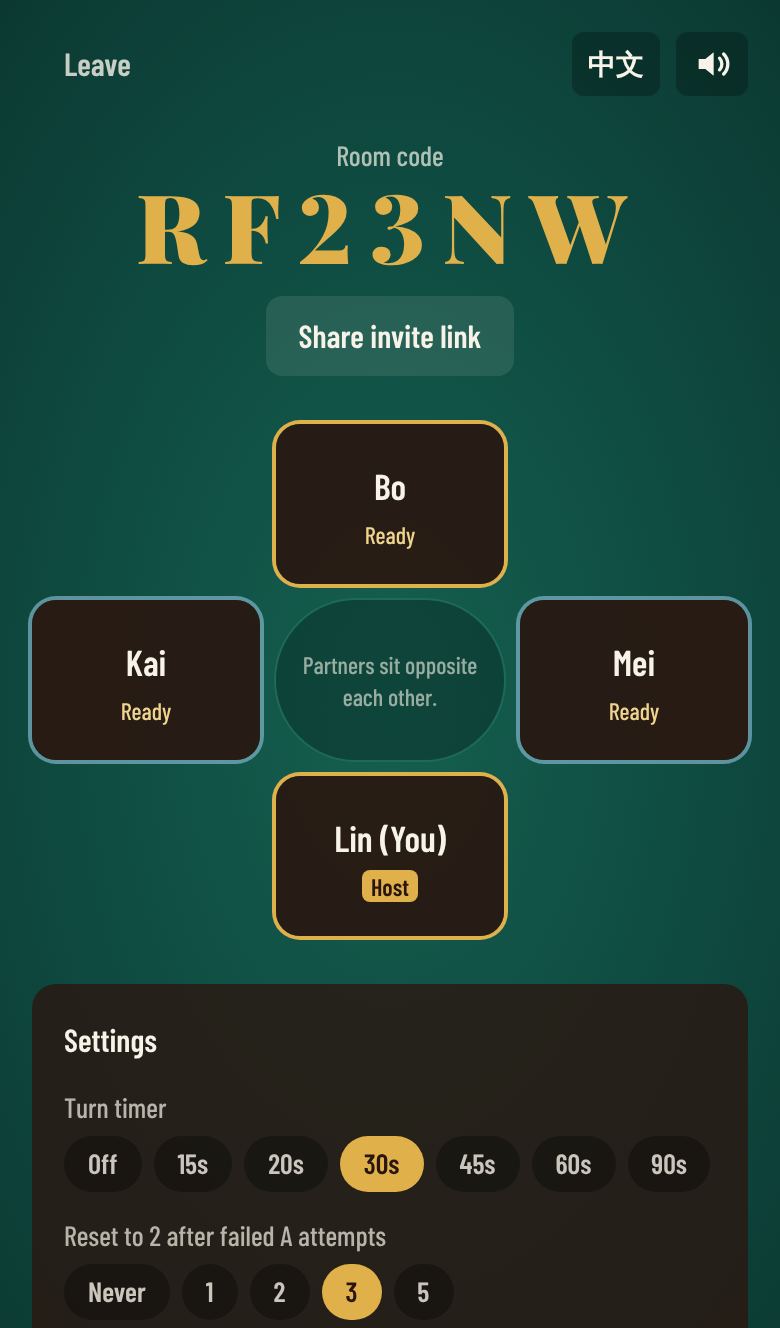 Leave
中文
Room code
RF23NW
Share invite link
Bo
Ready
Kai
Ready
Partners sit opposite
each other.
Mei
Ready
Lin (You)
Host
Settings
Turn timer
Off 15s 20s 30s 45s 60s 90s
Reset to 2 after failed A attempts
Never 1 2 3 5